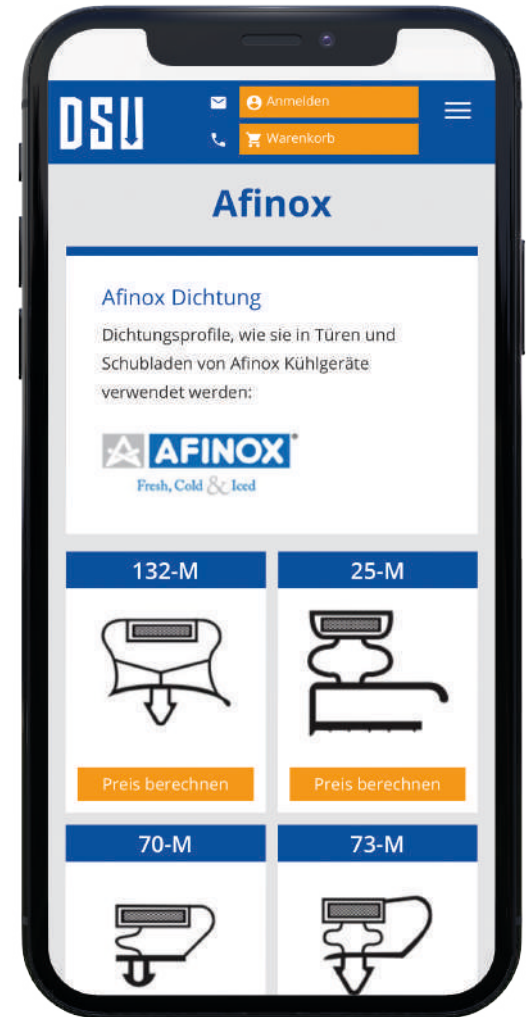 DSU
Anmelden
Warenkorb
Afinox
Afinox Dichtung
Dichtungsprofile, wie sie in Türen und
Schubladen von Afinox Kühlgeräte
verwendet werden:
AFINOX®
Fresh, Cold & Iced
132-M
25-M
Preis berechnen
Preis berechnen
70-M
73-M